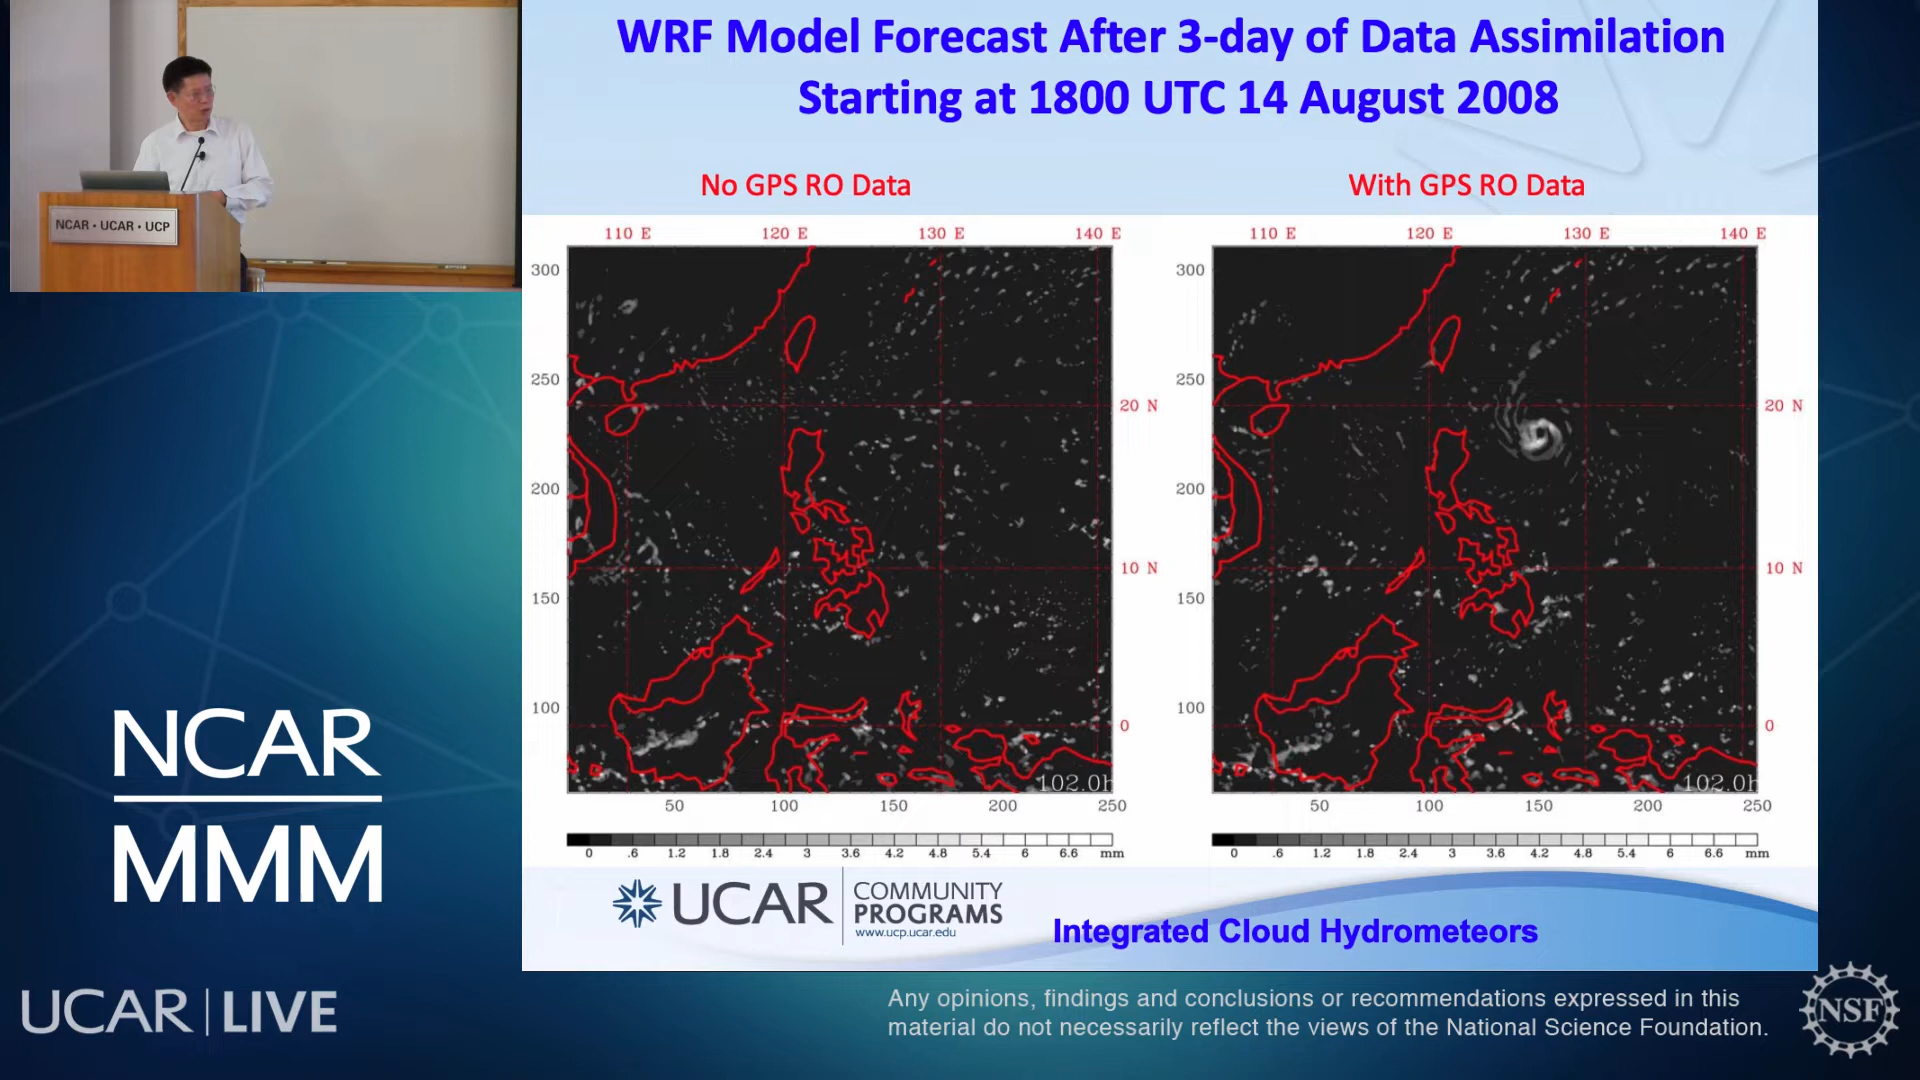 WRF Model Forecast After 3-day of Data Assimilation
Starting at 1800 UTC 14 August 2008
No GPS RO Data
With GPS RO Data
NCAR • UCAR • UCP
110 E 120 E 130 E 140 E
300
250
200
150
100
20 N
10 N
0
102.0h
50 100 150 200 250
0 .6 1.2 1.8 2.4 3 3.6 4.2 4.8 5.4 6 6.6 mm
110 E 120 E 130 E 140 E
300
250
200
150
100
20 N
10 N
0
102.0h
50 100 150 200 250
0 .6 1.2 1.8 2.4 3 3.6 4.2 4.8 5.4 6 6.6 mm
NCAR
MMM
UCAR
COMMUNITY
PROGRAMS
www.ucp.ucar.edu
Integrated Cloud Hydrometeors
UCAR | LIVE
Any opinions, findings and conclusions or recommendations expressed in this
material do not necessarily reflect the views of the National Science Foundation.
NSF